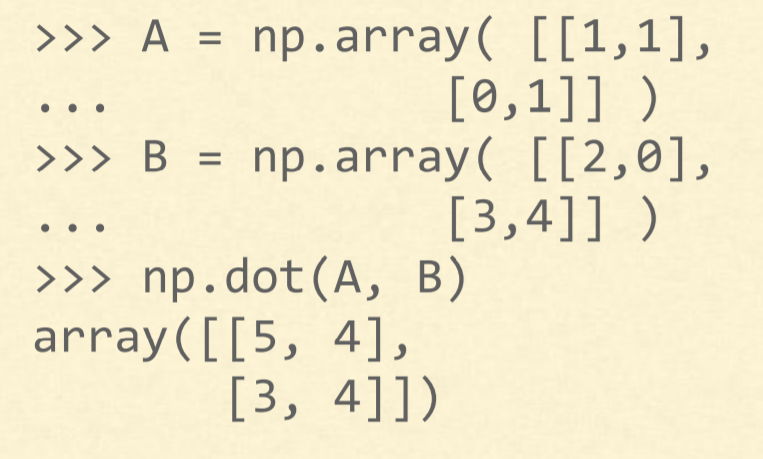 >>> A = np.array( [[1,1],
...               [0,1]] )
>>> B = np.array( [[2,0],
...               [3,4]] )
>>> np.dot(A, B)
array([[5, 4],
       [3, 4]])